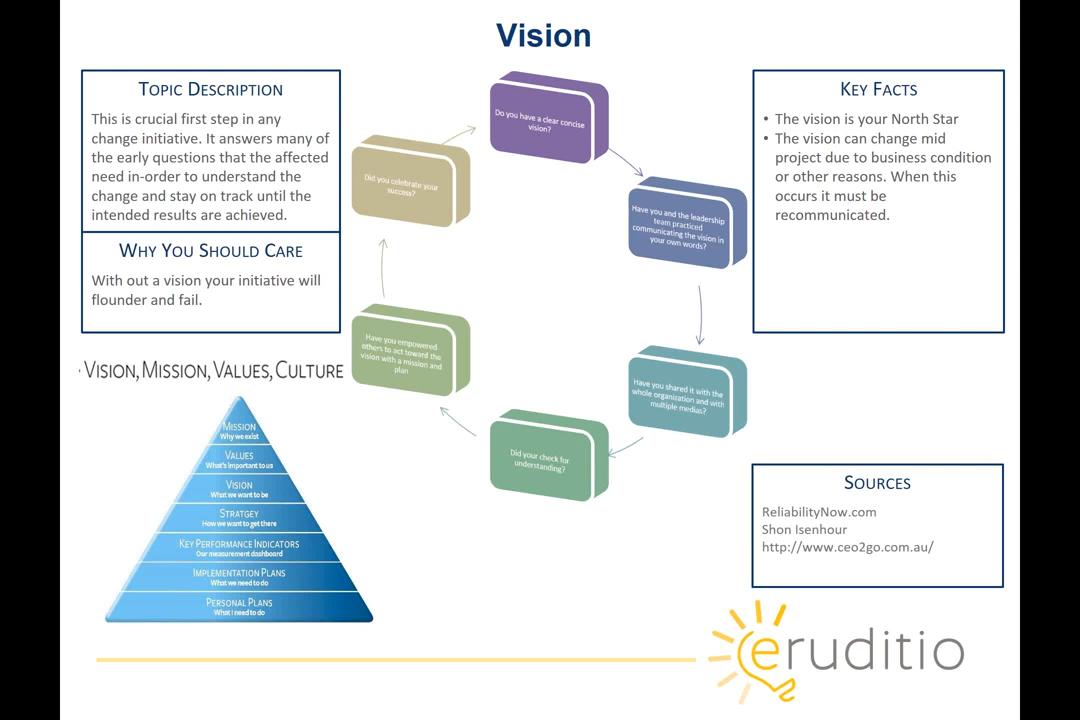 Vision
TOPIC DESCRIPTION
This is crucial first step in any
change initiative. It answers many of
the early questions that the affected
need in-order to understand the
change and stay on track until the
intended results are achieved.
WHY YOU SHOULD CARE
With out a vision your initiative will
flounder and fail.
Do you have a clear concise
vision?
Have you and the leadership
team practiced
communicating the vision in
your own words?
Have you shared it with the
whole organization and with
multiple medias?
Did your check for
understanding?
Have you empowered
others to act toward the
vision with a mission and
plan
Did you celebrate your
success?
KEY FACTS
• The vision is your North Star
• The vision can change mid
project due to business condition
or other reasons. When this
occurs it must be
recommunicated.
VISION, MISSION, VALUES, CULTURE
MISSION
Why we exist
VALUES
What's important to us
VISION
What we want to be
STRATGEY
How we want to get there
KEY PERFORMANCE INDICATORS
Our measurement dashboard
IMPLEMENTATION PLANS
What we need to do
PERSONAL PLANS
What I need to do
SOURCES
ReliabilityNow.com
Shon Isenhour
http://www.ceo2go.com.au/
eruditio